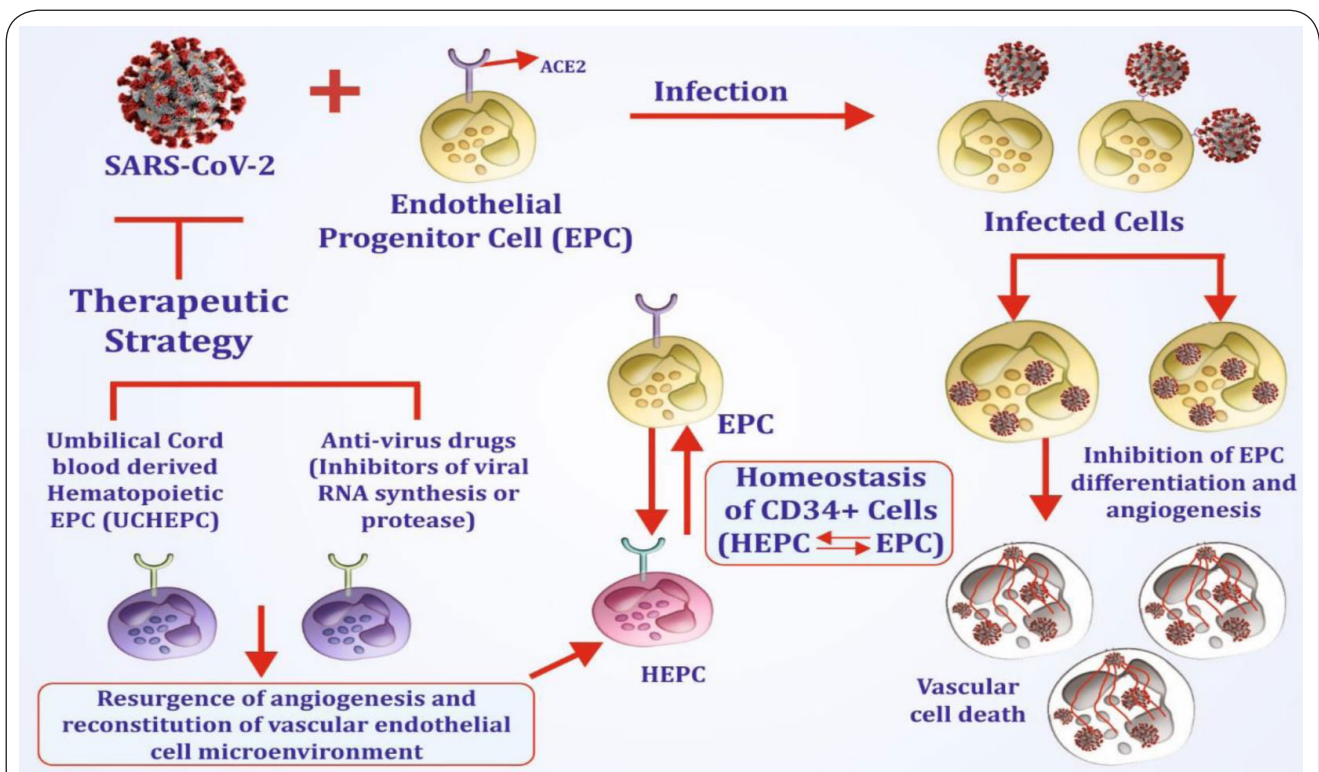 ACE2
Infection
SARS-CoV-2
Endothelial
Progenitor Cell (EPC)
Infected Cells
Therapeutic
Strategy
Umbilical Cord
blood derived
Hematopoietic
EPC (UCHEPC)
Anti-virus drugs
(Inhibitors of viral
RNA synthesis or
protease)
EPC
Homeostasis
of CD34+ Cells
(HEPC EPC)
HEPC
Inhibition of EPC
differentiation and
angiogenesis
Vascular
cell death
Resurgence of angiogenesis and
reconstitution of vascular endothelial
cell microenvironment